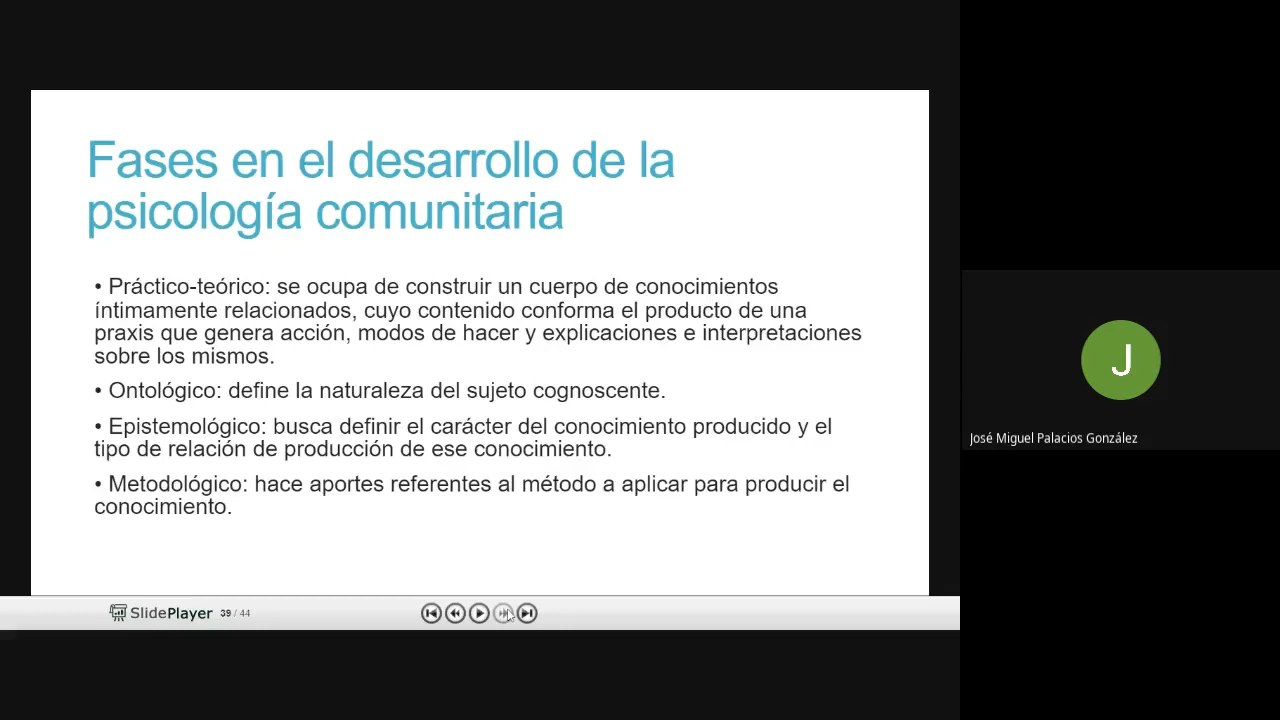 Fases en el desarrollo de la
psicología comunitaria
• Práctico-teórico: se ocupa de construir un cuerpo de conocimientos
íntimamente relacionados, cuyo contenido conforma el producto de una
praxis que genera acción, modos de hacer y explicaciones e interpretaciones
sobre los mismos.
• Ontológico: define la naturaleza del sujeto cognoscente.
• Epistemológico: busca definir el carácter del conocimiento producido y el
tipo de relación de producción de ese conocimiento.
• Metodológico: hace aportes referentes al método a aplicar para producir el
conocimiento.
SlidePlayer 39 / 44
J
José Miguel Palacios González